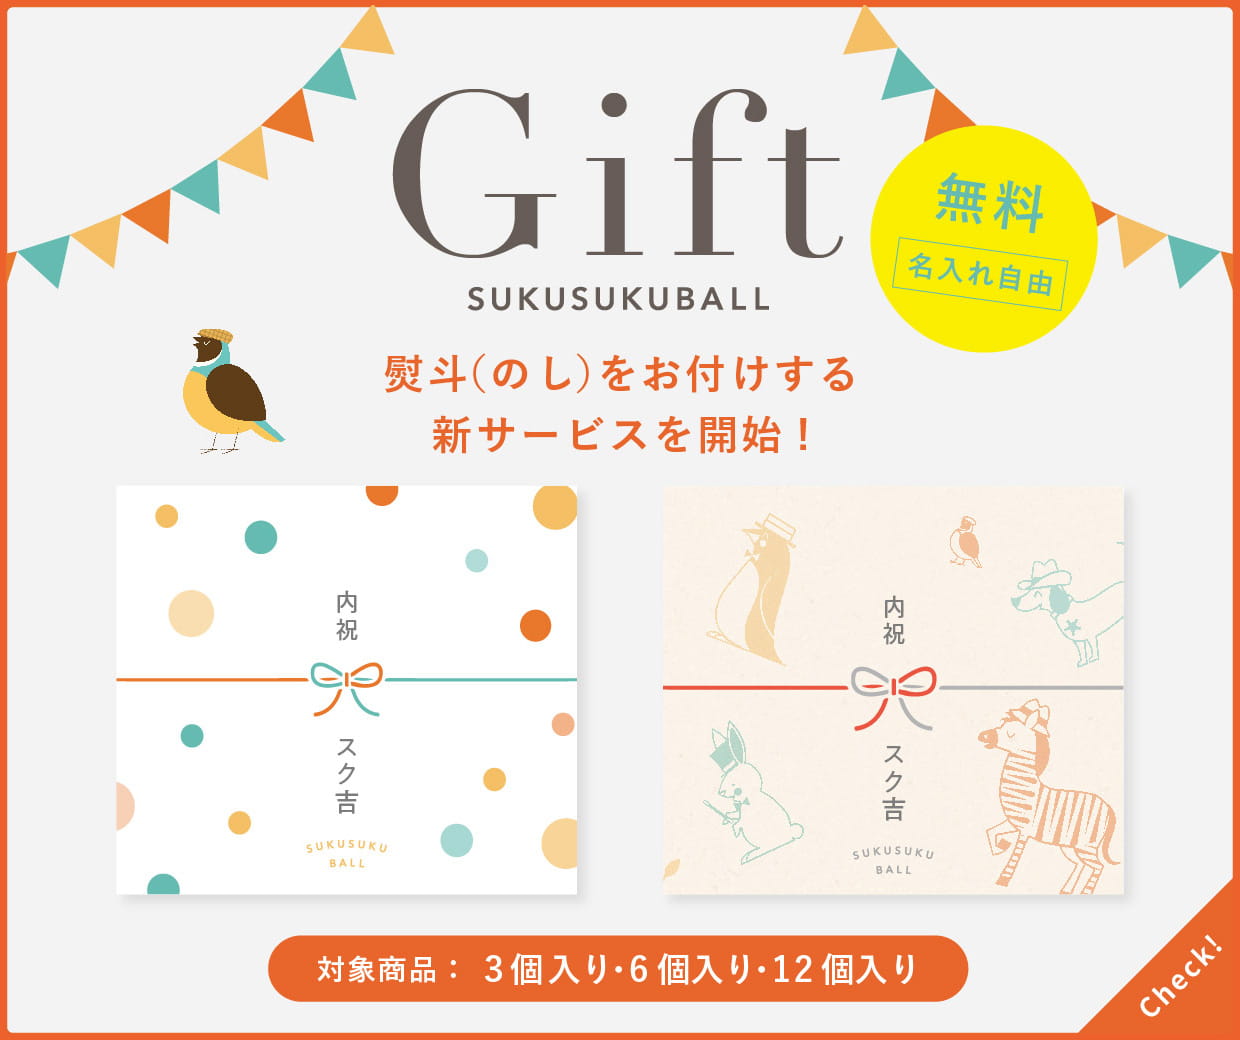 Gift
SUKUSUKUBALL
無料
名入れ自由
熨斗(のし)をお付けする
新サービスを開始！
内祝
スク吉
SUKUSUKU
BALL
内祝
スク吉
SUKUSUKU
BALL
対象商品： 3個入り・6個入り・12個入り
Check!